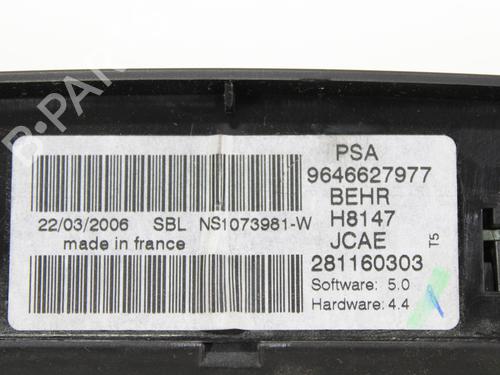 PSA
9646627977
BEHR
H8147
JCAE
281160303
Software: 5.0
Hardware: 4.4
T5
22/03/2006 SBL NS1073981-W
made in france
B-PARTS